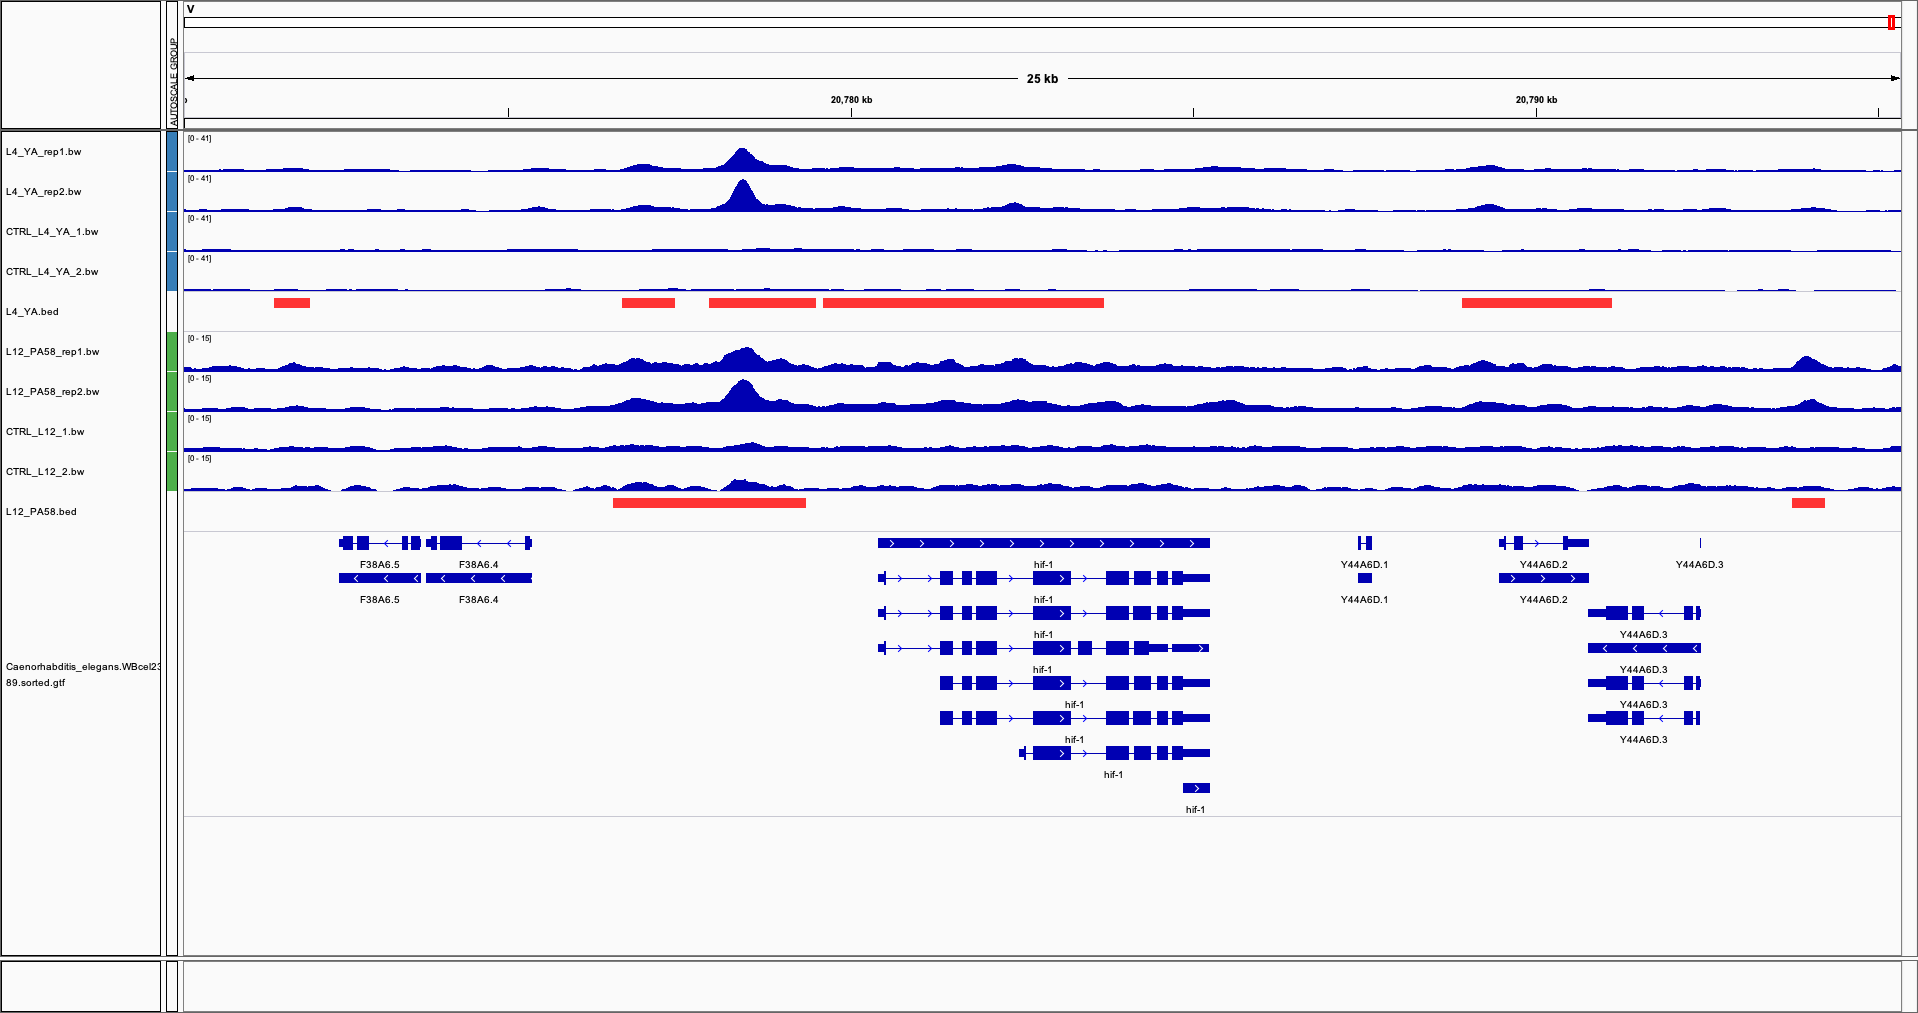 V
AUTOSCALE GROUP
25 kb
20,780 kb
20,790 kb
L4_YA_rep1.bw
[0 - 41]
L4_YA_rep2.bw
[0 - 41]
CTRL_L4_YA_1.bw
[0 - 41]
CTRL_L4_YA_2.bw
[0 - 41]
L4_YA.bed
L12_PA58_rep1.bw
[0 - 15]
L12_PA58_rep2.bw
[0 - 15]
CTRL_L12_1.bw
[0 - 15]
CTRL_L12_2.bw
[0 - 15]
L12_PA58.bed
F38A6.5 F38A6.4 hif-1 Y44A6D.1 Y44A6D.2 Y44A6D.3
F38A6.5 F38A6.4 hif-1 Y44A6D.1 Y44A6D.2
hif-1 Y44A6D.3
hif-1 Y44A6D.3
hif-1 Y44A6D.3
hif-1 Y44A6D.3
hif-1
hif-1
Caenorhabditis_elegans.WBcel23
89.sorted.gtf